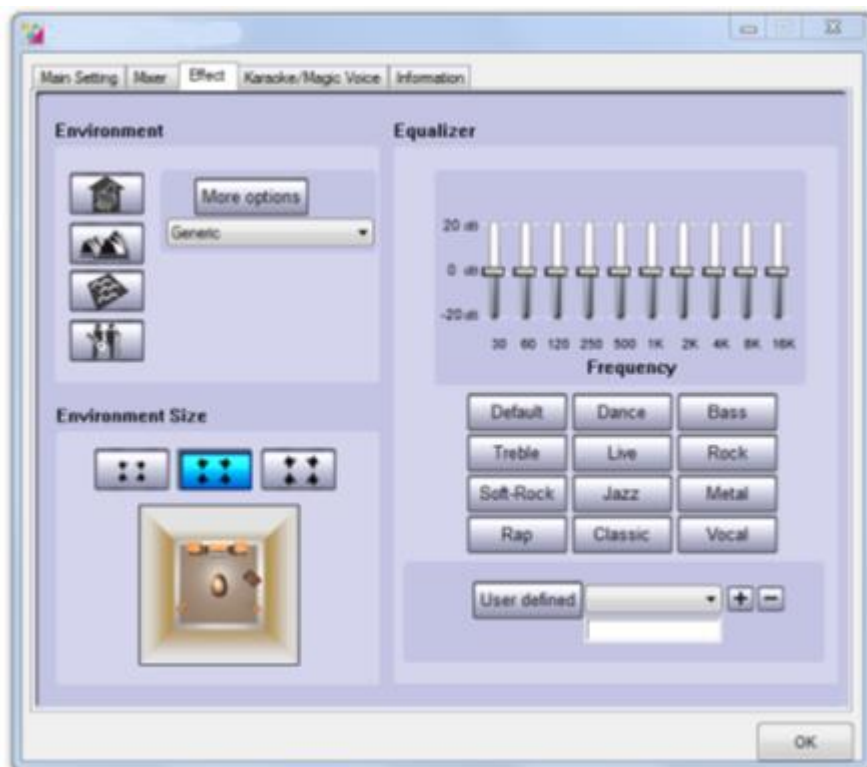 Main Setting Mixer Effect Karaoke/Magic Voice Information
Environment
More options
Generic
Environment Size
Equalizer
20 dB
0 dB
-20 dB
30 60 120 250 500 1K 2K 4K 8K 16K
Frequency
Default Dance Bass
Treble Live Rock
Soft-Rock Jazz Metal
Rap Classic Vocal
User defined
OK